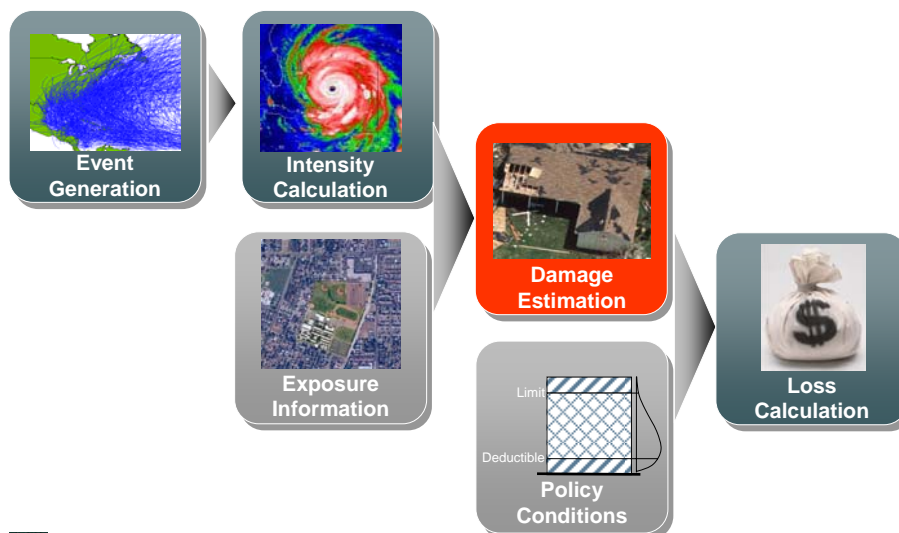 Event
Generation
Intensity
Calculation
Exposure
Information
Damage
Estimation
Limit
Deductible
Policy
Conditions
$
Loss
Calculation